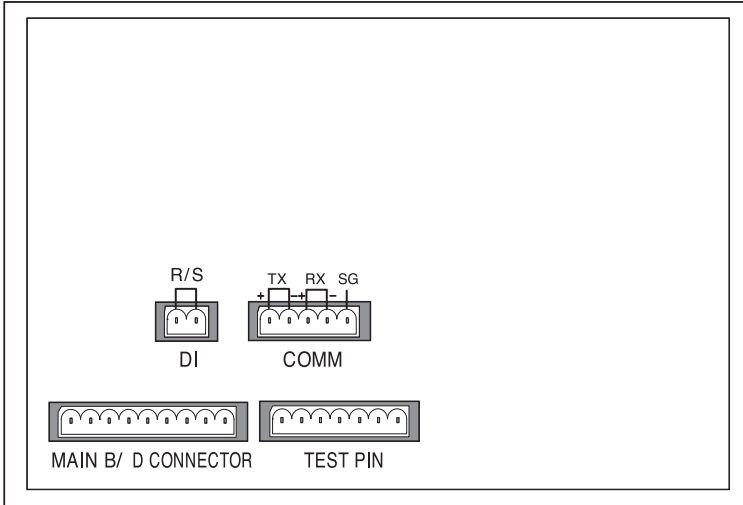 R/S
TX RX SG
+ -+ -
DI
COMM
MAIN B/ D CONNECTOR
TEST PIN